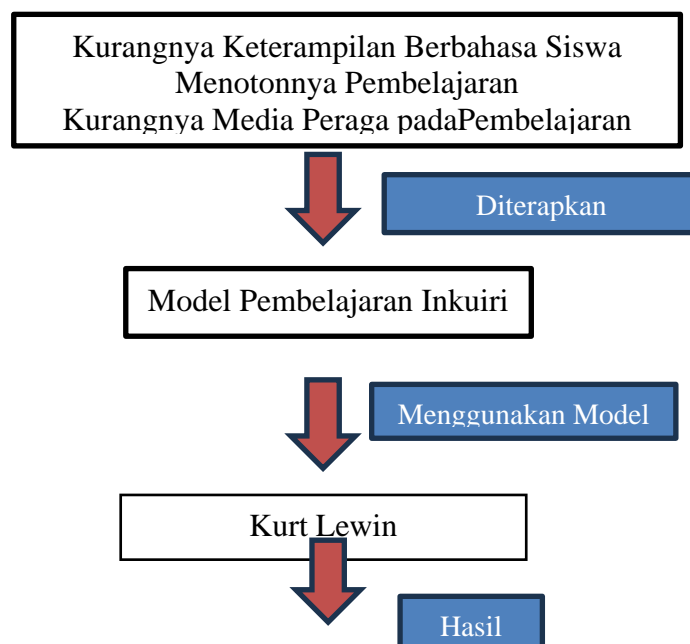 Kurangnya Keterampilan Berbahasa Siswa
Menotonnya Pembelajaran
Kurangnya Media Peraga padaPembelajaran
Diterapkan
Model Pembelajaran Inkuiri
Menggunakan Model
Kurt Lewin
Hasil